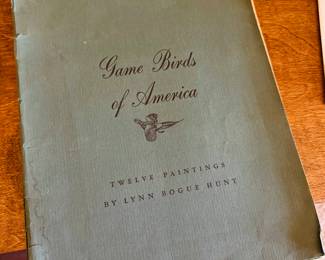 Game Birds
of America
TWELVE PAINTINGS
BY LYNN BOGUE HUNT